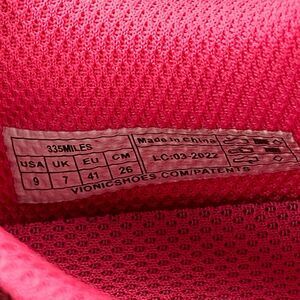 335MILES
USA UK EU CM
9 7 41 26
Made in China
LC:03-2022
VIONICSHOES.COM/PATENTS